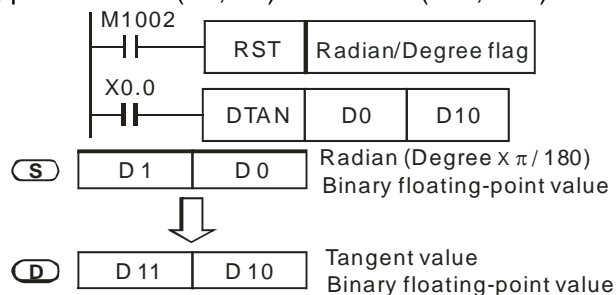 M1002
RST Radian/Degree flag
X0.0
DTAN D0 D10
S D 1 D 0 Radian (Degree x π / 180)
Binary floating-point value
D D 11 D 10 Tangent value
Binary floating-point value